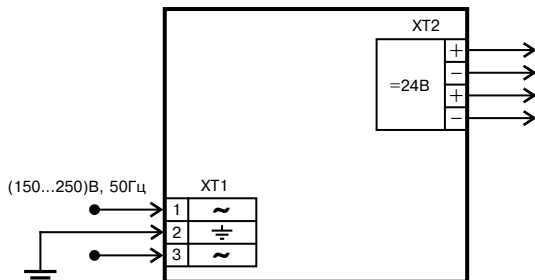 XT2
+
−
=24В
+
−
(150...250)В, 50Гц
XT1
1 ~
2
3 ~